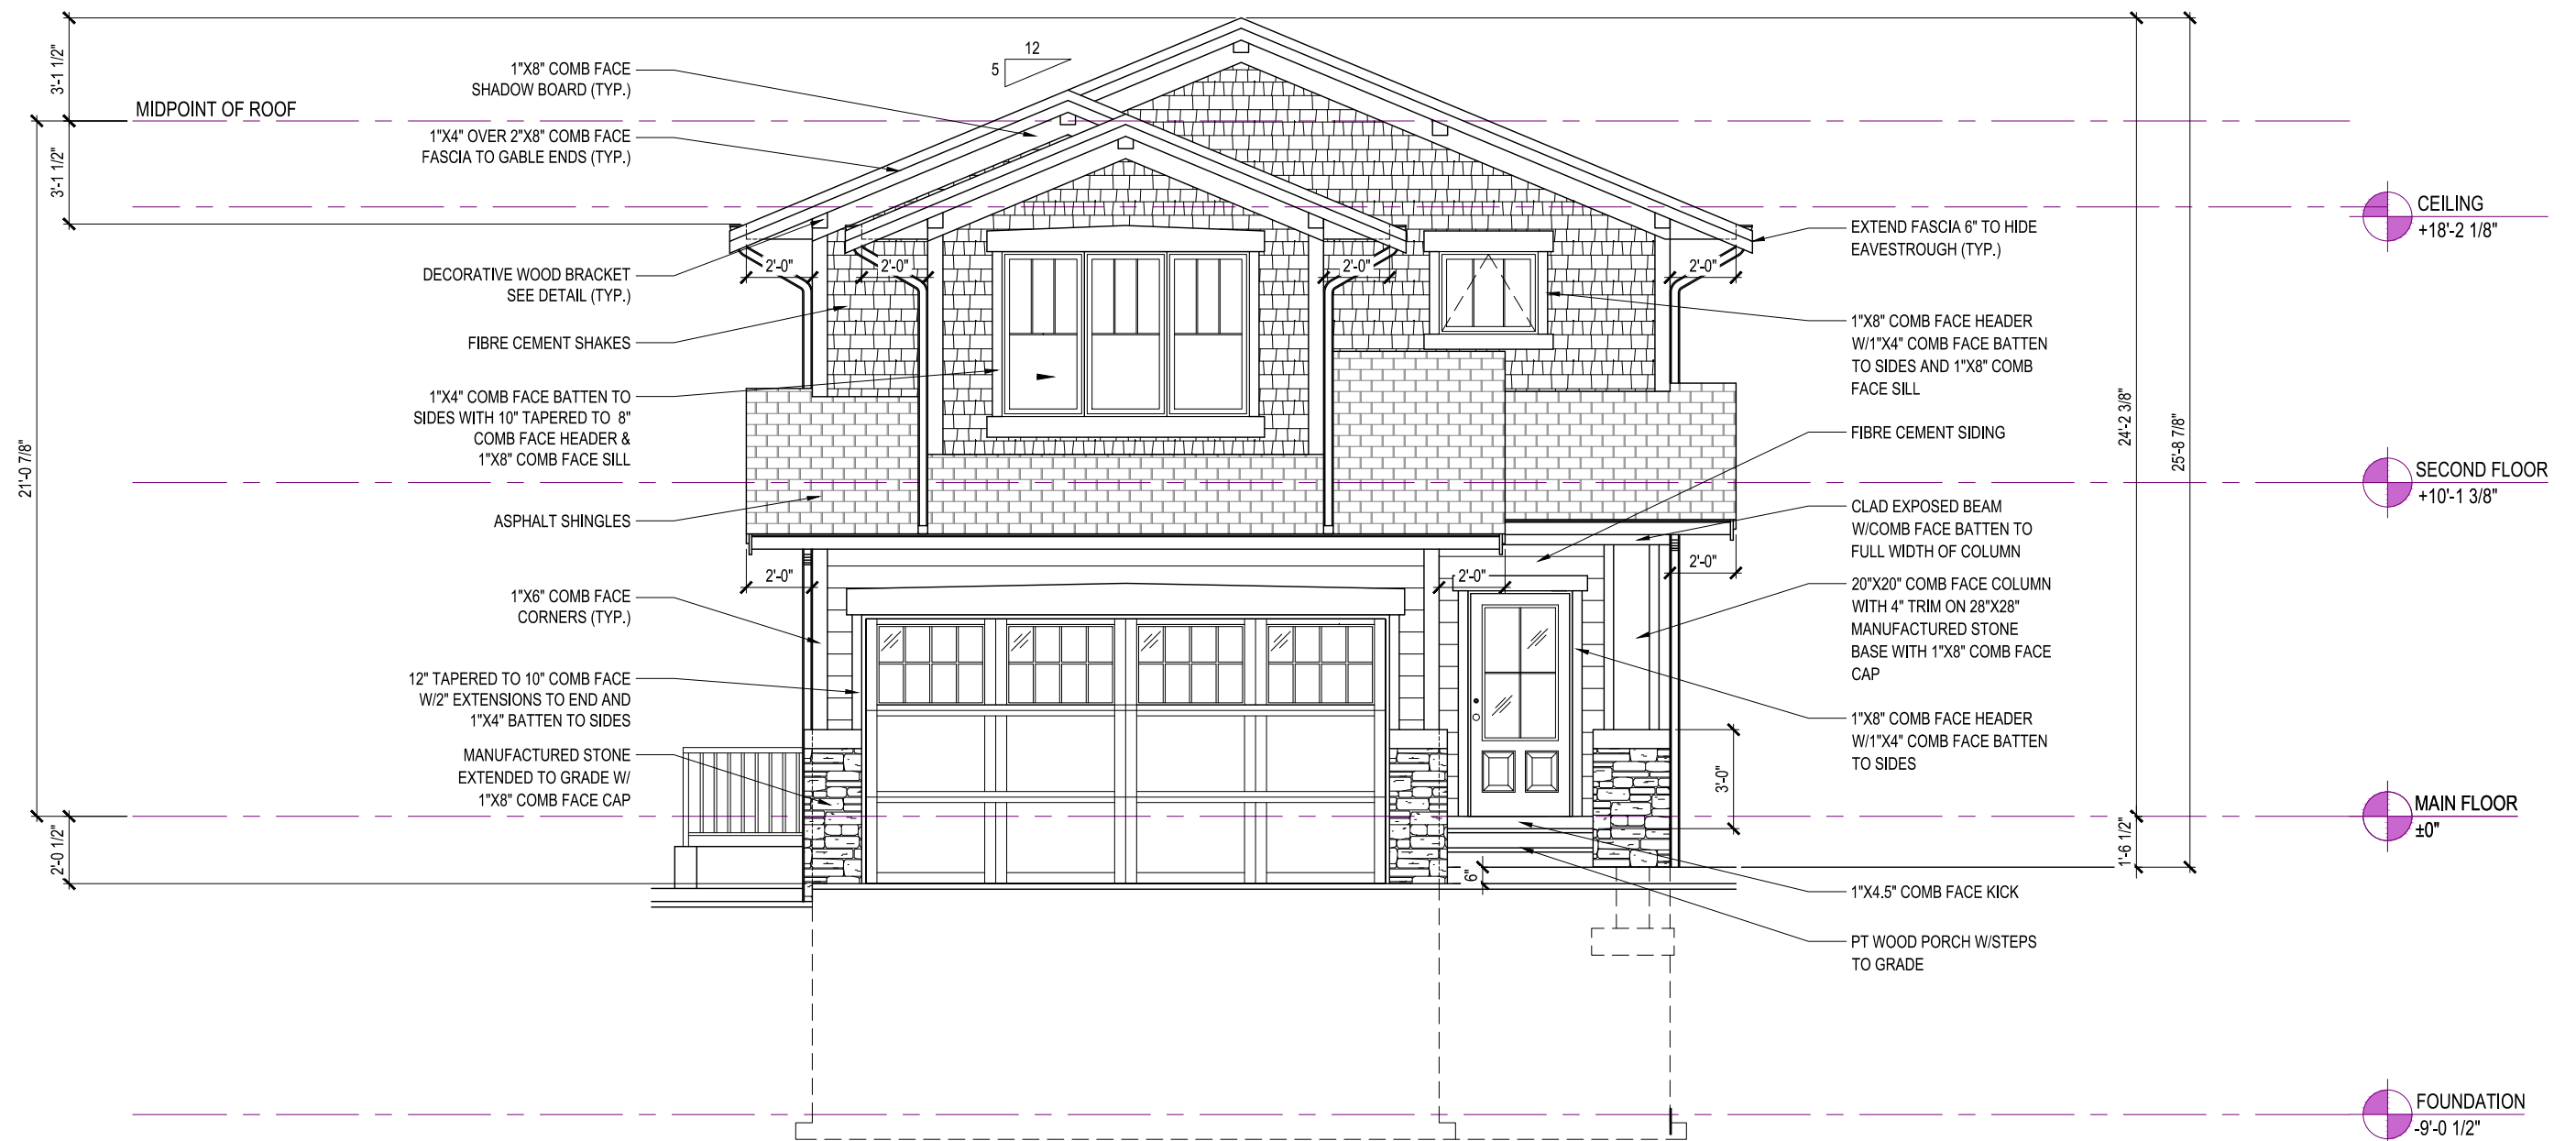 3'-1 1/2"
MIDPOINT OF ROOF
3'-1 1/2"
21'-0 7/8"
2'-0 1/2"
1"X8" COMB FACE
SHADOW BOARD (TYP.)
1"X4" OVER 2"X8" COMB FACE
FASCIA TO GABLE ENDS (TYP.)
DECORATIVE WOOD BRACKET
SEE DETAIL (TYP.)
FIBRE CEMENT SHAKES
1"X4" COMB FACE BATTEN TO
SIDES WITH 10" TAPERED TO 8"
COMB FACE HEADER &
1"X8" COMB FACE SILL
ASPHALT SHINGLES
1"X6" COMB FACE
CORNERS (TYP.)
12" TAPERED TO 10" COMB FACE
W/2" EXTENSIONS TO END AND
1"X4" BATTEN TO SIDES
MANUFACTURED STONE
EXTENDED TO GRADE W/
1"X8" COMB FACE CAP
12
5
2'-0"
2'-0"
2'-0"
2'-0"
2'-0"
2'-0"
2'-0"
3'-0"
6"
EXTEND FASCIA 6" TO HIDE
EAVESTROUGH (TYP.)
1"X8" COMB FACE HEADER
W/1"X4" COMB FACE BATTEN
TO SIDES AND 1"X8" COMB
FACE SILL
FIBRE CEMENT SIDING
CLAD EXPOSED BEAM
W/COMB FACE BATTEN TO
FULL WIDTH OF COLUMN
20"X20" COMB FACE COLUMN
WITH 4" TRIM ON 28"X28"
MANUFACTURED STONE
BASE WITH 1"X8" COMB FACE
CAP
1"X8" COMB FACE HEADER
W/1"X4" COMB FACE BATTEN
TO SIDES
1"X4.5" COMB FACE KICK
PT WOOD PORCH W/STEPS
TO GRADE
24'-2 3/8"
25'-8 7/8"
1'-6 1/2"
CEILING
+18'-2 1/8"
SECOND FLOOR
+10'-1 3/8"
MAIN FLOOR
±0"
FOUNDATION
-9'-0 1/2"